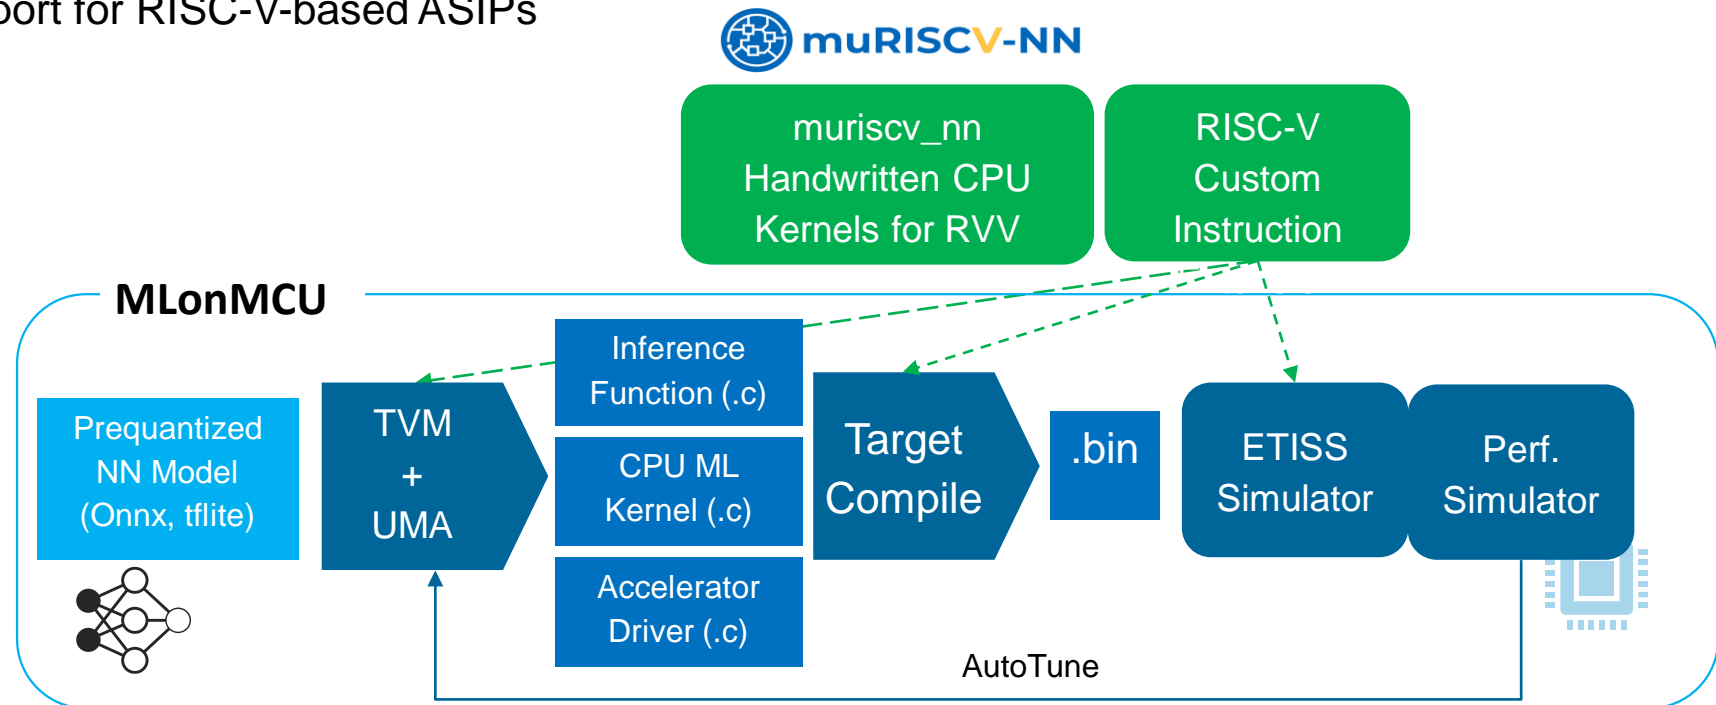 port for RISC-V-based ASIPs
muRISCV-NN
muriscv_nn
Handwritten CPU
Kernels for RVV
RISC-V
Custom
Instruction
MLonMCU
Prequantized
NN Model
(Onnx, tflite)
TVM
+
UMA
Inference
Function (.c)
CPU ML
Kernel (.c)
Accelerator
Driver (.c)
Target
Compile
.bin
ETISS
Simulator
Perf.
Simulator
AutoTune